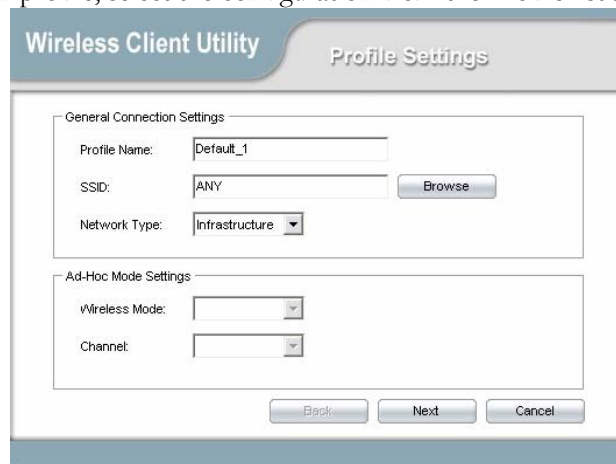 Wireless Client Utility
Profile Settings
General Connection Settings
Profile Name: Default_1
SSID: ANY Browse
Network Type: Infrastructure
Ad-Hoc Mode Settings
Wireless Mode:
Channel:
Back Next Cancel